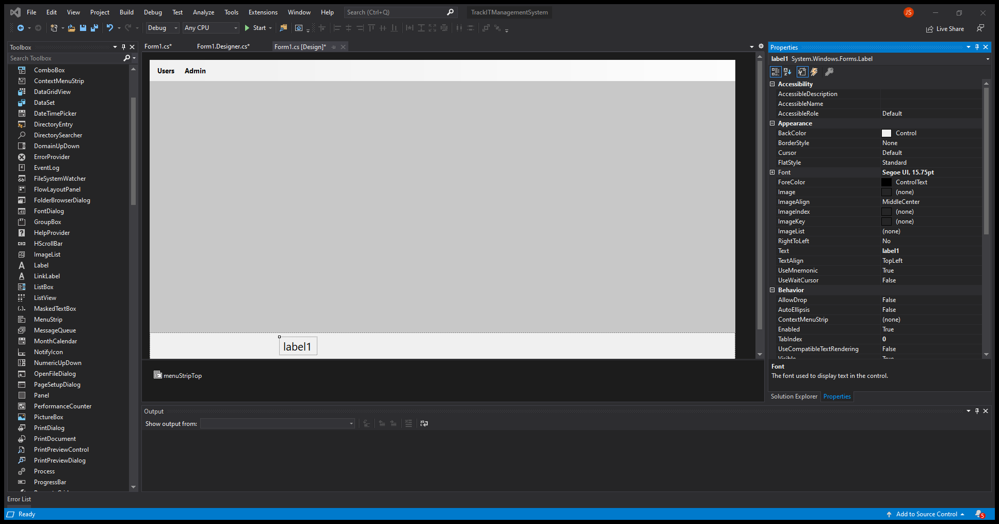 File Edit View Project Build Debug Test Analyze Tools Extensions Window Help Search (Ctrl+Q) TrackITManagementSystem JS
Debug Any CPU Start Live Share
Toolbox
Search Toolbox
ComboBox
ContextMenuStrip
DataGridView
DataSet
DateTimePicker
DirectoryEntry
DirectorySearcher
DomainUpDown
ErrorProvider
EventLog
FileSystemWatcher
FlowLayoutPanel
FolderBrowserDialog
FontDialog
GroupBox
HelpProvider
HScrollBar
ImageList
Label
LinkLabel
ListBox
ListView
MaskedTextBox
MenuStrip
MessageQueue
MonthCalendar
NotifyIcon
NumericUpDown
OpenFileDialog
PageSetupDialog
Panel
PerformanceCounter
PictureBox
PrintDialog
PrintDocument
PrintPreviewControl
PrintPreviewDialog
Process
ProgressBar
Form1.cs* Form1.Designer.cs* Form1.cs [Design]*
Users Admin
label1
menuStripTop
Output
Show output from:
Properties
label1 System.Windows.Forms.Label
Accessibility
AccessibleDescription
AccessibleName
AccessibleRole Default
Appearance
BackColor Control
BorderStyle None
Cursor Default
FlatStyle Standard
Font Segoe UI, 15.75pt
ForeColor ControlText
Image (none)
ImageAlign MiddleCenter
ImageIndex (none)
ImageKey (none)
ImageList (none)
RightToLeft No
Text label1
TextAlign TopLeft
UseMnemonic True
UseWaitCursor False
Behavior
AllowDrop False
AutoEllipsis False
ContextMenuStrip (none)
Enabled True
TabIndex 0
UseCompatibleTextRendering False
Visible True
Font
The font used to display text in the control.
Solution Explorer Properties
Error List
Ready Add to Source Control 5